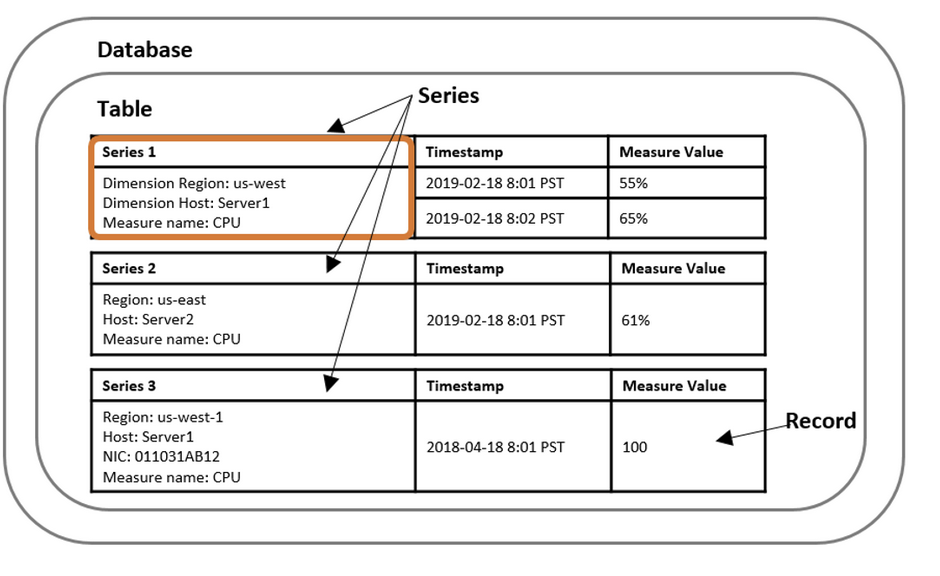 Database
Table
Series
Series 1
Timestamp
Measure Value
Dimension Region: us-west
Dimension Host: Server1
Measure name: CPU
2019-02-18 8:01 PST
55%
2019-02-18 8:02 PST
65%
Series 2
Timestamp
Measure Value
Region: us-east
Host: Server2
Measure name: CPU
2019-02-18 8:01 PST
61%
Series 3
Timestamp
Measure Value
Region: us-west-1
Host: Server1
NIC: 011031AB12
Measure name: CPU
2018-04-18 8:01 PST
100
Record